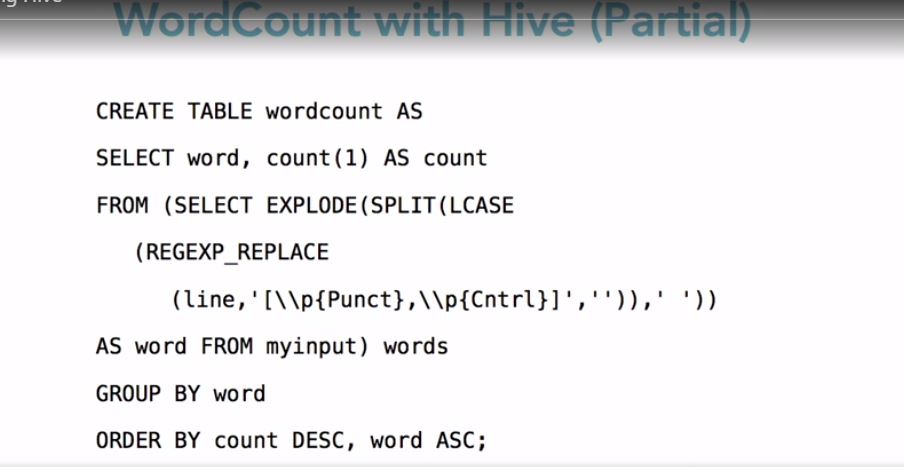 WordCount with Hive (Partial)
CREATE TABLE wordcount AS
SELECT word, count(1) AS count
FROM (SELECT EXPLODE(SPLIT(LCASE
(REGEXP_REPLACE
(line,'[\\p{Punct},\\p{Cntrl}]','')),' '))
AS word FROM myinput) words
GROUP BY word
ORDER BY count DESC, word ASC;